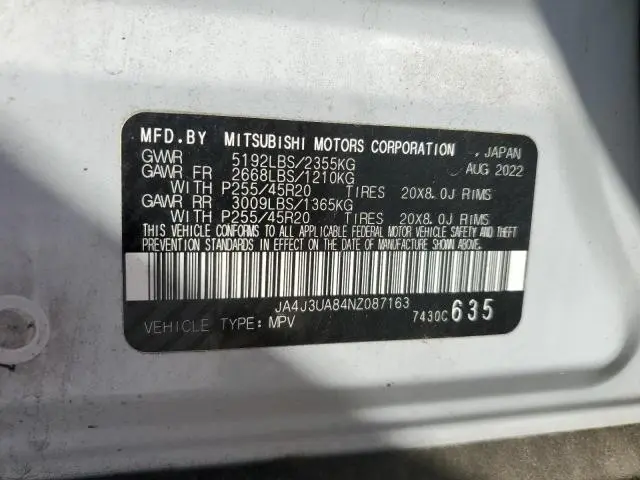 MFD.BY MITSUBISHI MOTORS CORPORATION , JAPAN
GVWR 5192LBS/2355KG AUG 2022
GAWR FR 2668LBS/1210KG
WITH P255/45R20 TIRES 20X8.0J RIMS
GAWR RR 3009LBS/1365KG
WITH P255/45R20 TIRES 20X8.0J RIMS
THIS VEHICLE CONFORMS TO ALL APPLICABLE FEDERAL MOTOR VEHICLE SAFETY AND THEFT
PREVENTION STANDARDS IN EFFECT ON THE DATE OF MANUFACTURE SHOWN ABOVE.
JA4J3UA84NZ087163
VEHICLE TYPE: MPV 7430C 635